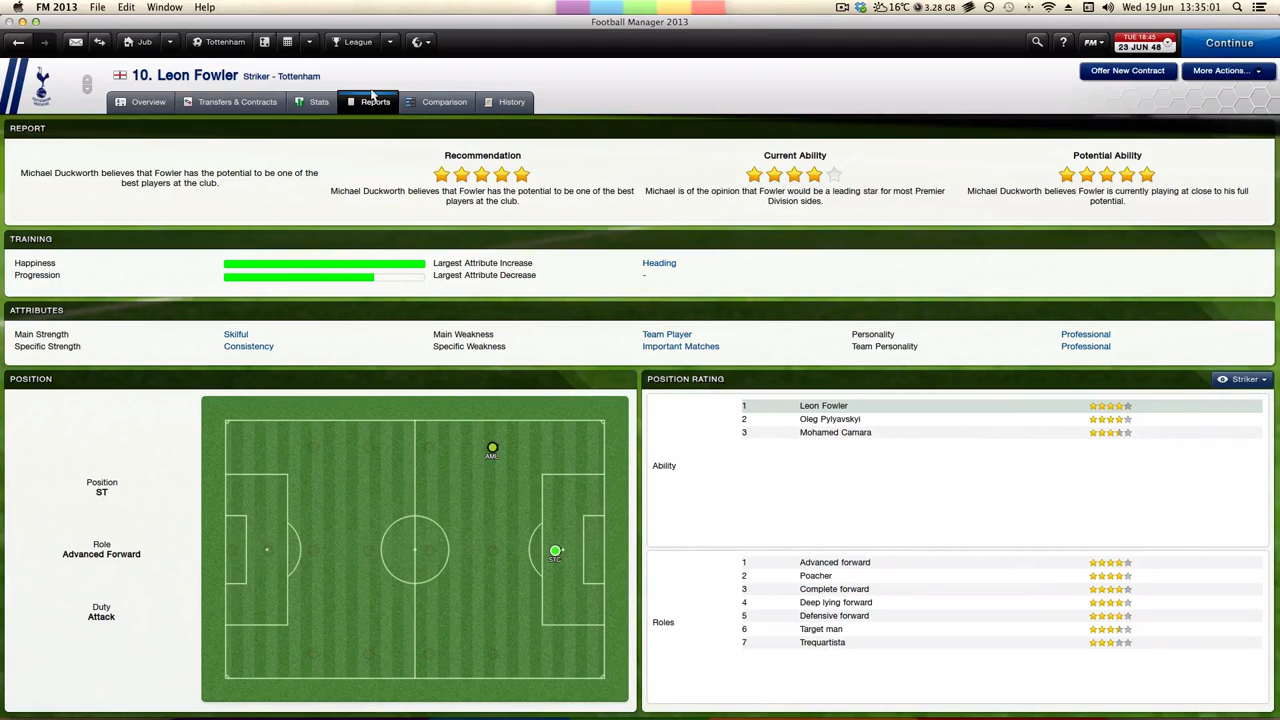 FM 2013 File Edit Window Help 16°C 3.28 GB Wed 19 Jun 13:35:01
Football Manager 2013
Job Tottenham League FM TUE 18:45 Continue
23 JUN 48
10. Leon Fowler Striker - Tottenham Offer New Contract More Actions...
Overview Transfers & Contracts Stats Reports Comparison History
REPORT
Recommendation Current Ability Potential Ability
Michael Duckworth believes that Fowler has the potential to be one of the
best players at the club.
Michael Duckworth believes that Fowler has the potential to be one of the best
players at the club.
Michael is of the opinion that Fowler would be a leading star for most Premier
Division sides.
Michael Duckworth believes Fowler is currently playing at close to his full
potential.
TRAINING
Happiness Largest Attribute Increase Heading
Progression Largest Attribute Decrease -
ATTRIBUTES
Main Strength Skilful Main Weakness Team Player Personality Professional
Specific Strength Consistency Specific Weakness Important Matches Team Personality Professional
POSITION
Position
ST
Role
Advanced Forward
Duty
Attack
AML
STC
POSITION RATING Striker
Ability
1 Leon Fowler
2 Oleg Pylyavskyi
3 Mohamed Camara
Roles
1 Advanced forward
2 Poacher
3 Complete forward
4 Deep lying forward
5 Defensive forward
6 Target man
7 Trequartista